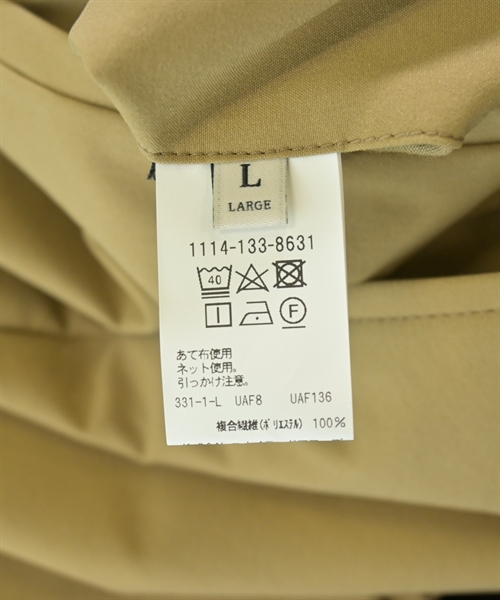 L
LARGE
1114-133-8631
40
F
あて布使用
ネット使用。
引っかけ注意。
331-1-L UAF8 UAF136
複合繊維(ポリエステル) 100%